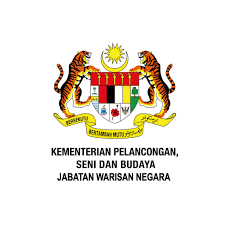 BERSEKUTU
BERTAMBAH MUTU
KEMENTERIAN PELANCONGAN,
SENI DAN BUDAYA
JABATAN WARISAN NEGARA